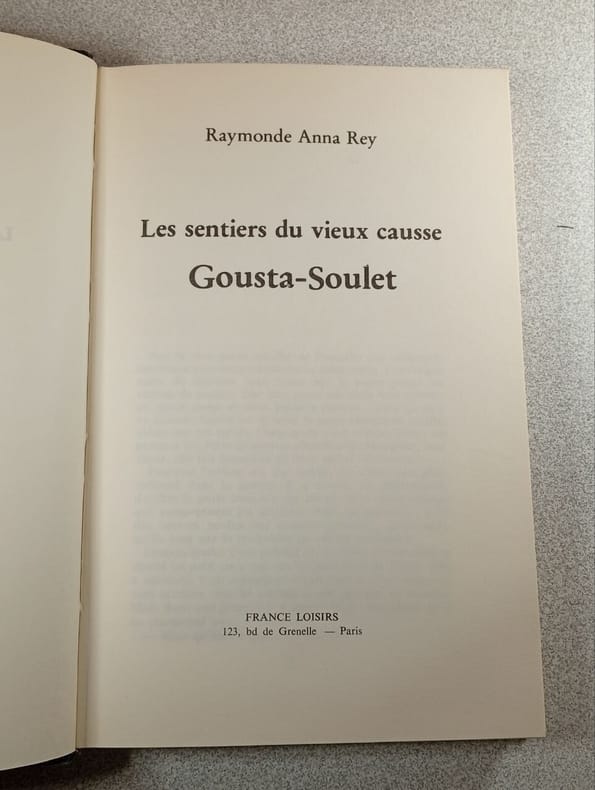 Raymonde Anna Rey
Les sentiers du vieux causse
Gousta-Soulet
FRANCE LOISIRS
123, bd de Grenelle — Paris